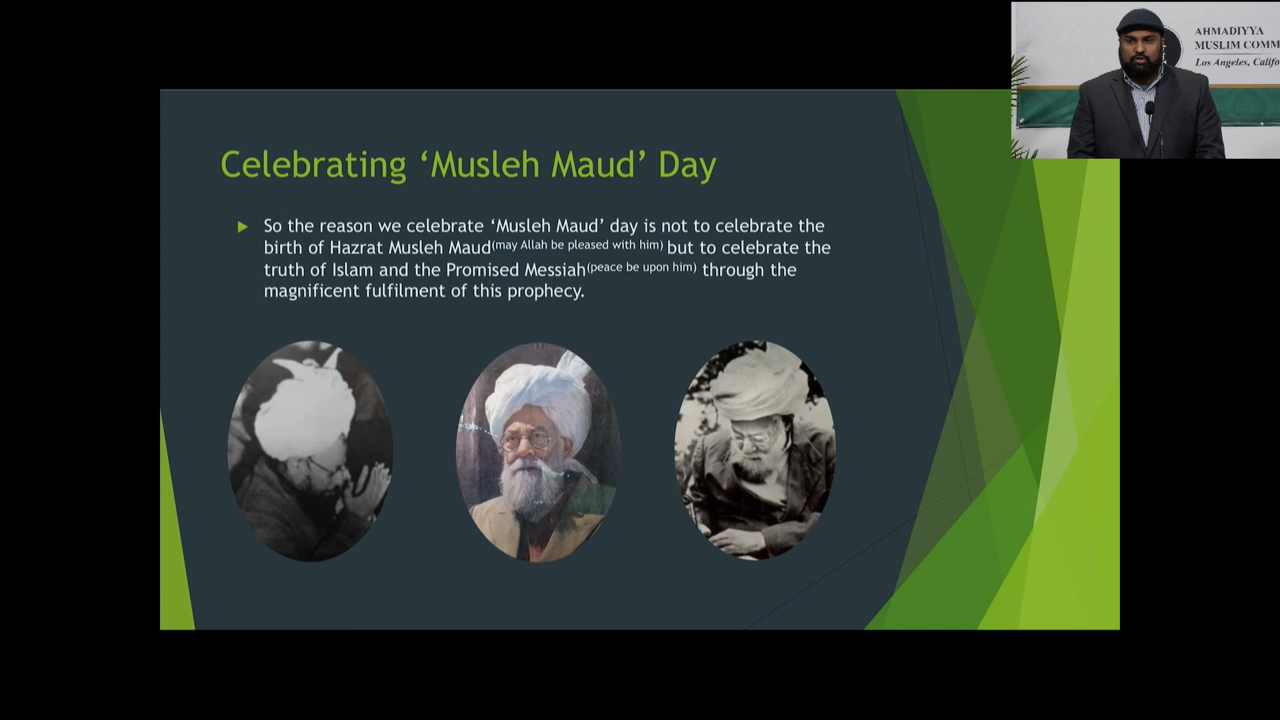 AHMADIYYA
MUSLIM COMM
Los Angeles, Califo
Celebrating ‘Musleh Maud’ Day
So the reason we celebrate ‘Musleh Maud’ day is not to celebrate the
birth of Hazrat Musleh Maud(may Allah be pleased with him) but to celebrate the
truth of Islam and the Promised Messiah(peace be upon him) through the
magnificent fulfilment of this prophecy.